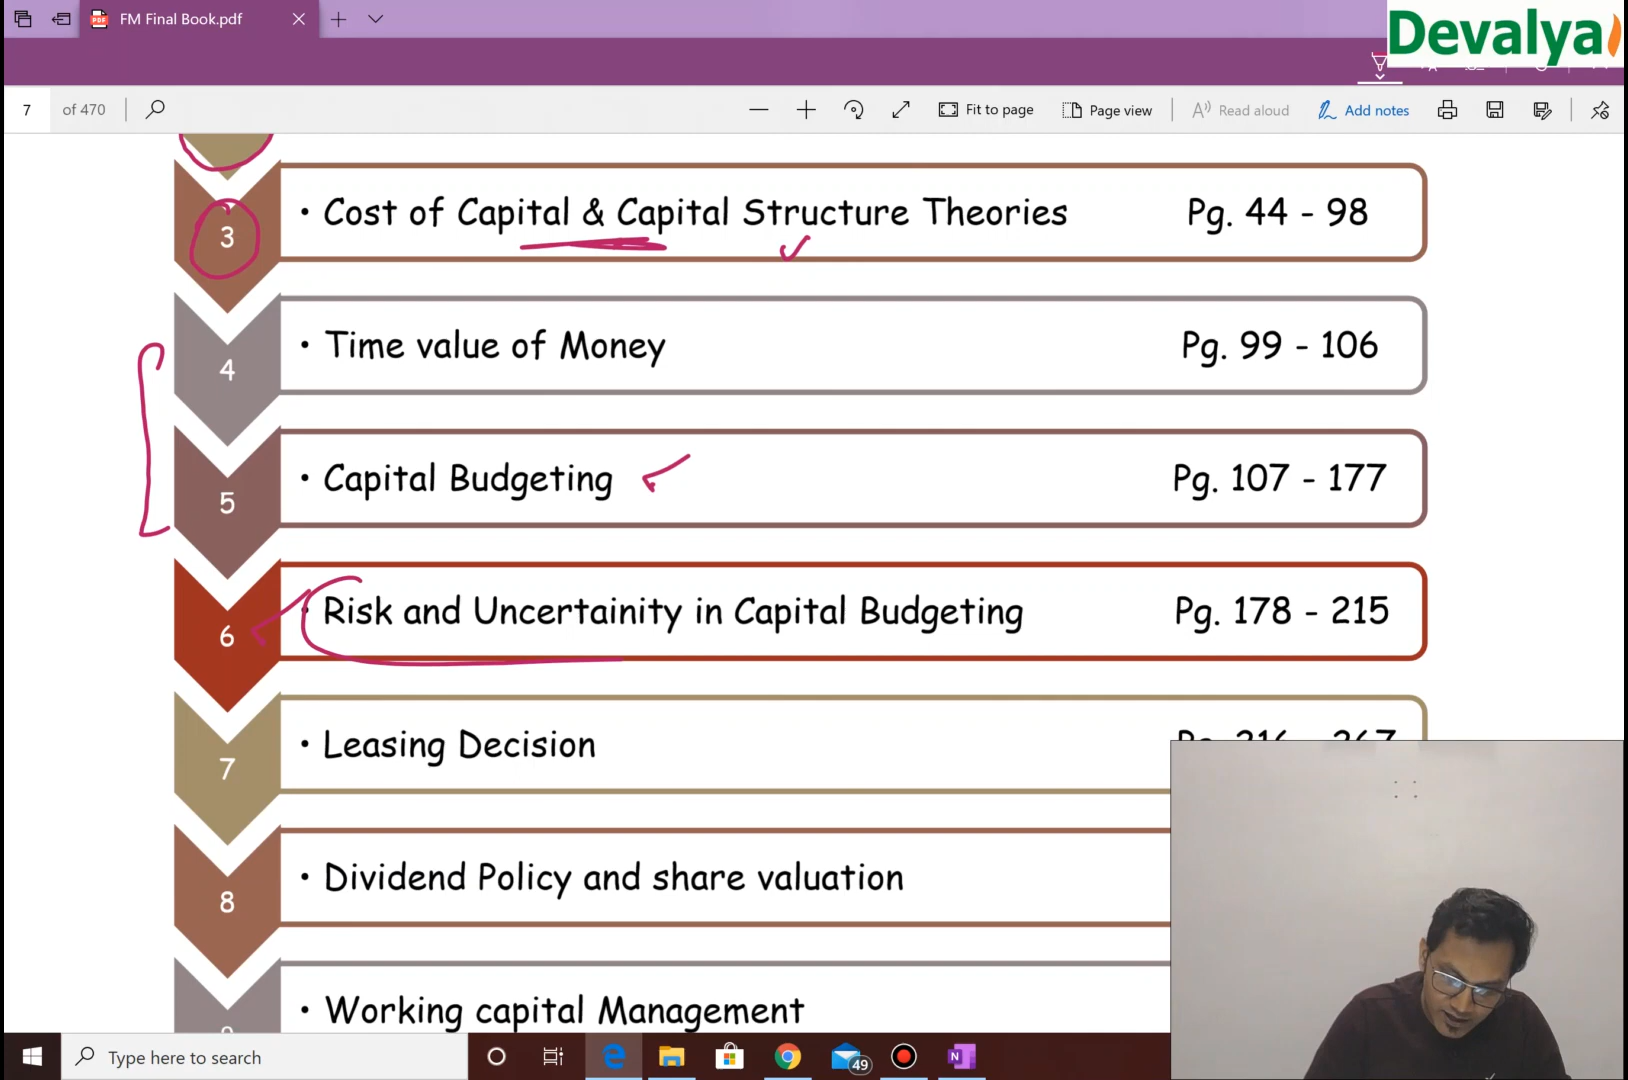 FM Final Book.pdf
Devalya
7 of 470
Fit to page
Page view
Read aloud
Add notes
3
• Cost of Capital & Capital Structure Theories Pg. 44 - 98
4
• Time value of Money Pg. 99 - 106
5
• Capital Budgeting Pg. 107 - 177
6
• Risk and Uncertainity in Capital Budgeting Pg. 178 - 215
7
• Leasing Decision
8
• Dividend Policy and share valuation
• Working capital Management
Type here to search
49